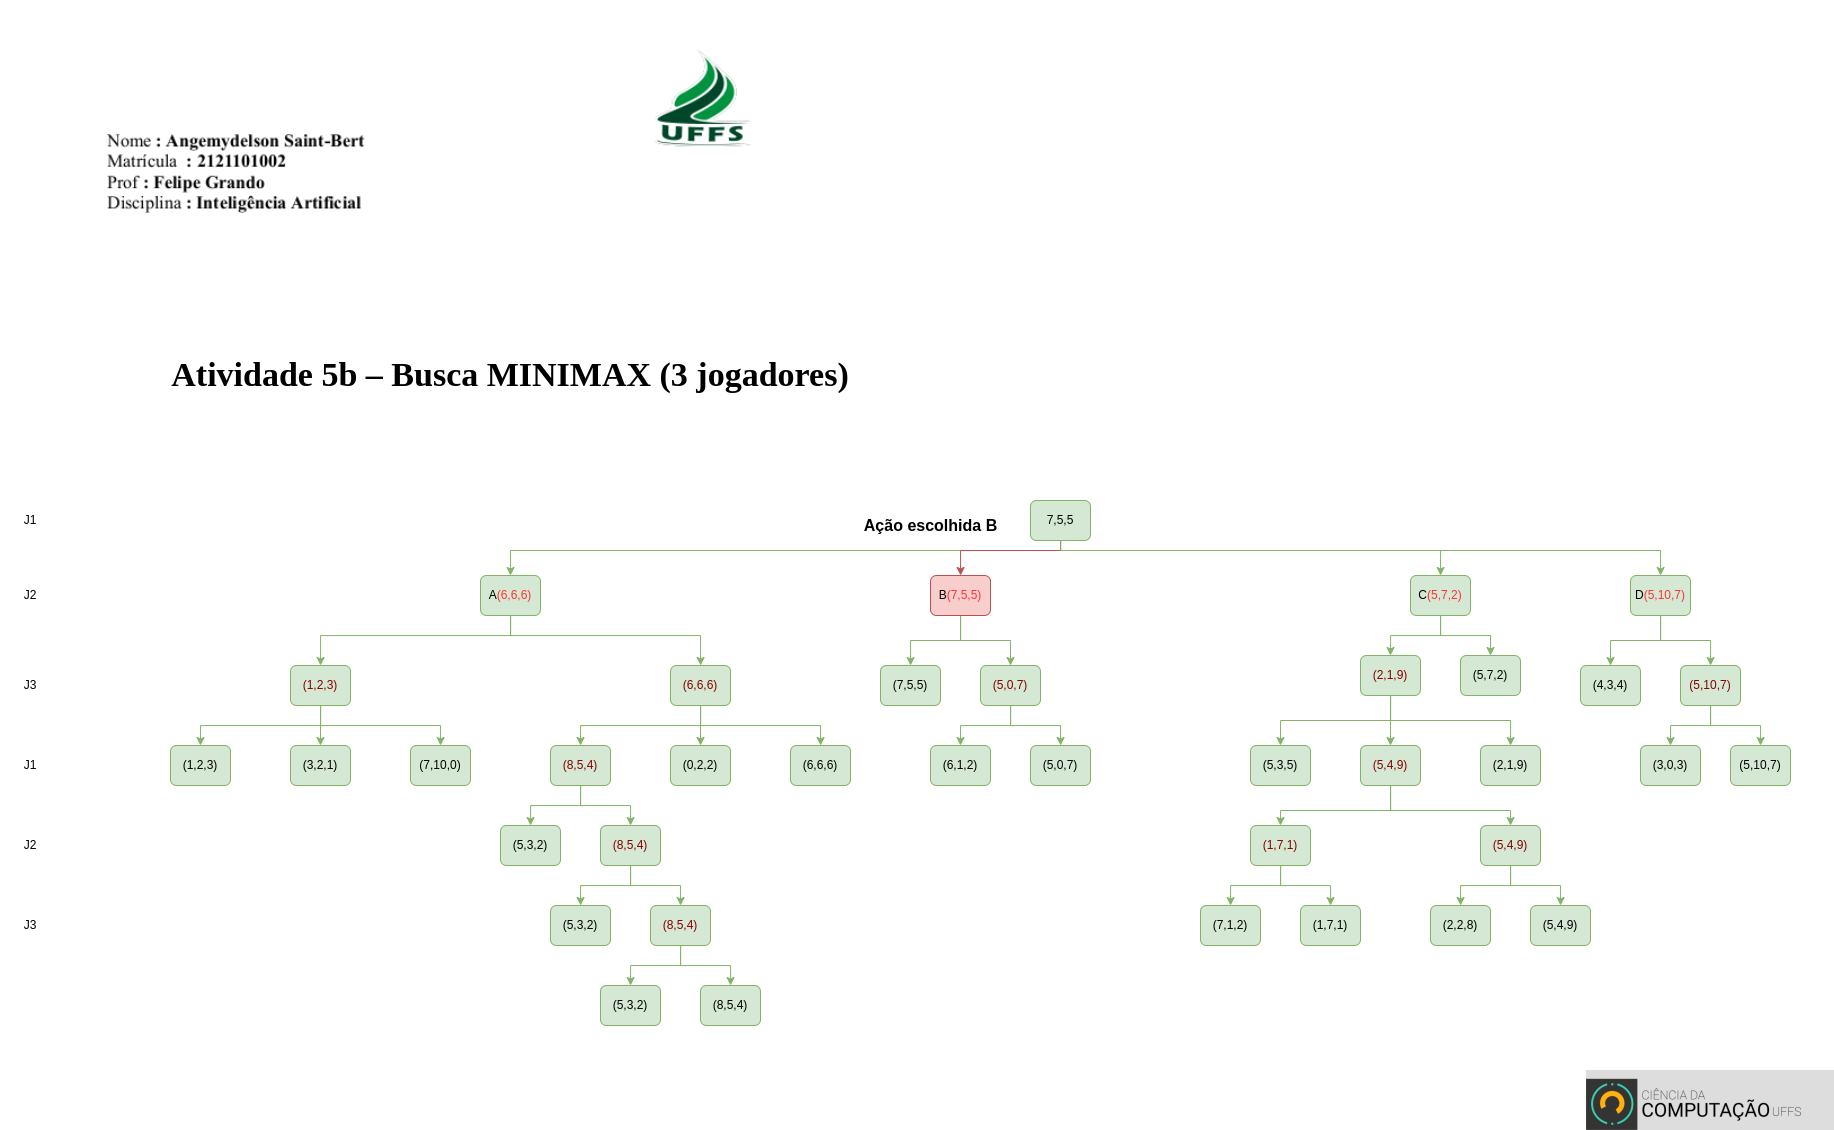 UFFS
Nome : Angemydelson Saint-Bert
Matrícula : 2121101002
Prof : Felipe Grando
Disciplina : Inteligência Artificial
Atividade 5b – Busca MINIMAX (3 jogadores)
J1
Ação escolhida B
7,5,5
J2
A(6,6,6)
B(7,5,5)
C(5,7,2)
D(5,10,7)
J3
(1,2,3)
(6,6,6)
(7,5,5)
(5,0,7)
(2,1,9)
(5,7,2)
(4,3,4)
(5,10,7)
J1
(1,2,3)
(3,2,1)
(7,10,0)
(8,5,4)
(0,2,2)
(6,6,6)
(6,1,2)
(5,0,7)
(5,3,5)
(5,4,9)
(2,1,9)
(3,0,3)
(5,10,7)
J2
(5,3,2)
(8,5,4)
(1,7,1)
(5,4,9)
J3
(5,3,2)
(8,5,4)
(7,1,2)
(1,7,1)
(2,2,8)
(5,4,9)
(5,3,2)
(8,5,4)
CIÊNCIA DA
COMPUTAÇÃO UFFS